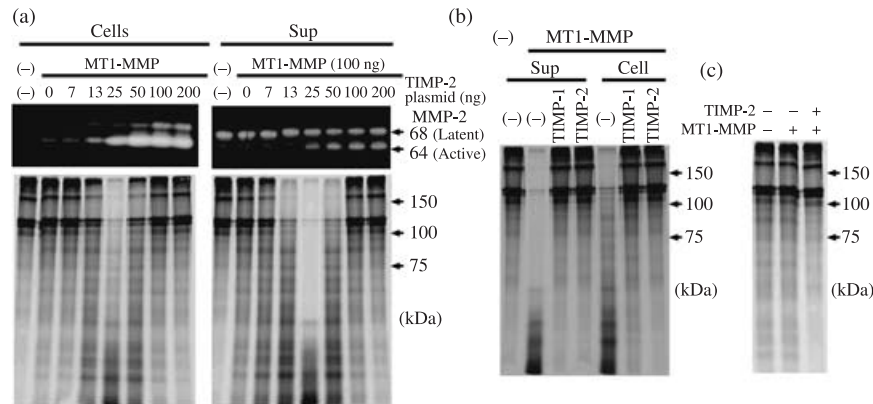 (a)
Cells Sup
(–) MT1-MMP (–) MT1-MMP (100 ng)
TIMP-2
plasmid (ng)
(–) 0 7 13 25 50 100 200 (–) 0 7 13 25 50 100 200
MMP-2
68 (Latent)
64 (Active)
150
100
75
(kDa)
(b)
(–) MT1-MMP
Sup Cell
(–) (–) TIMP-1 TIMP-2 (–) TIMP-1 TIMP-2
150
100
75
(kDa)
(c)
TIMP-2 – – +
MT1-MMP – + +
150
100
75
(kDa)